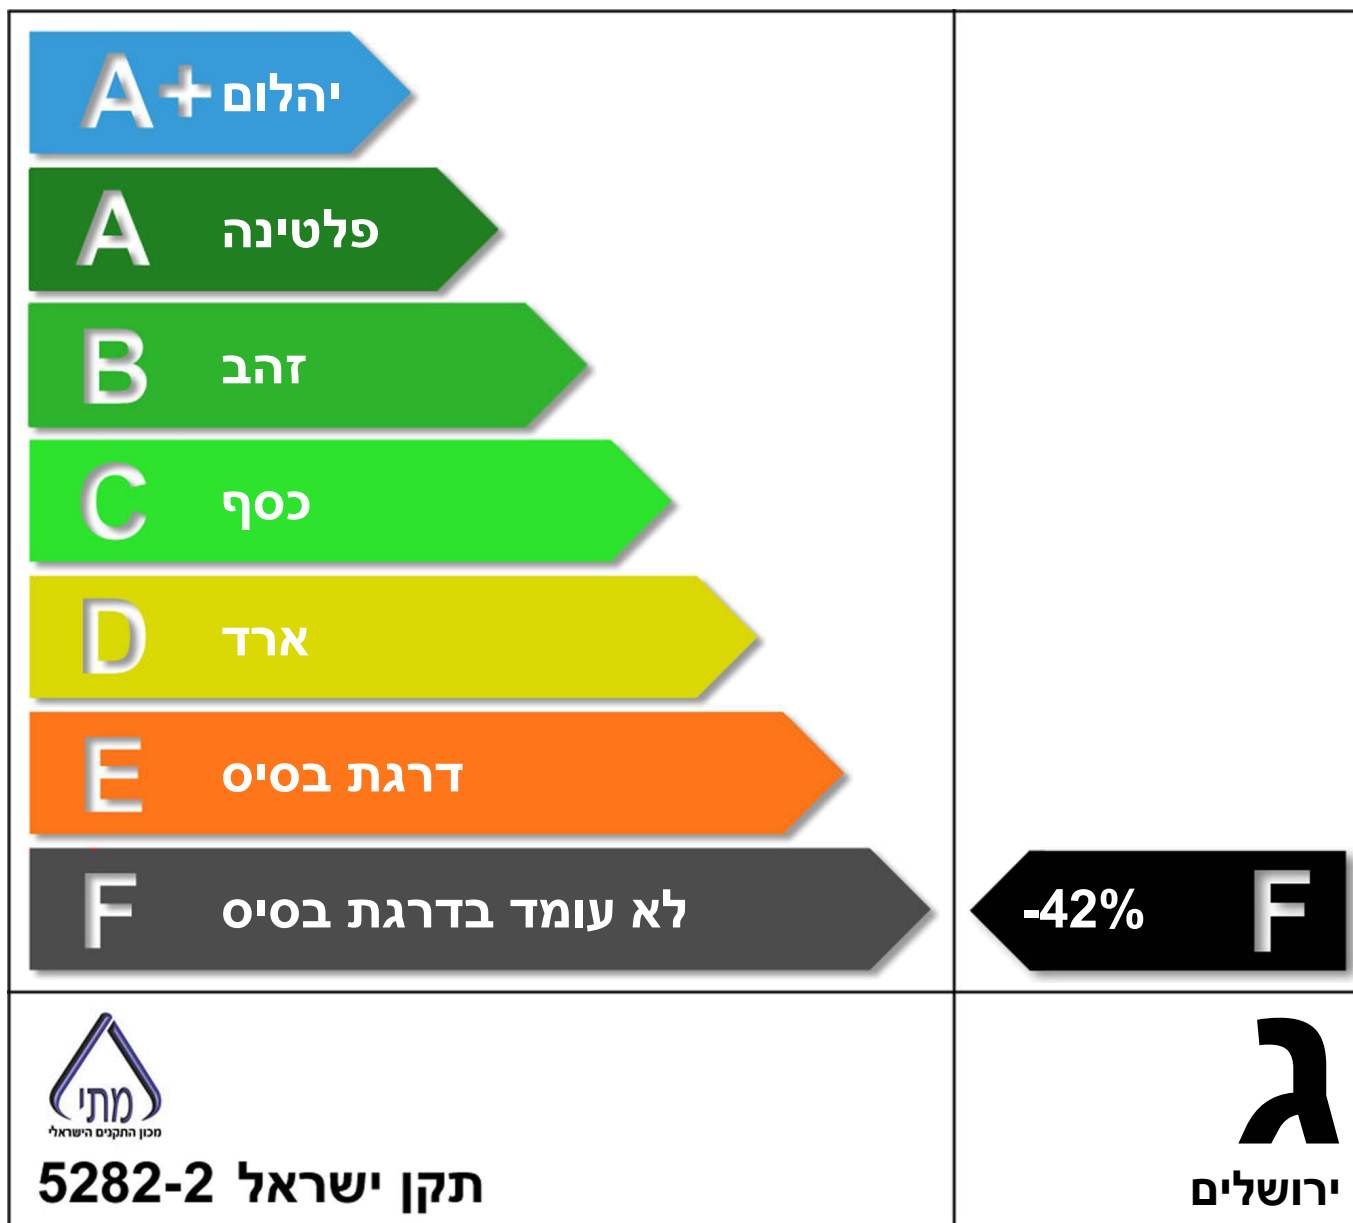 A+ יהלום
A פלטינה
B זהב
C כסף
D ארד
E דרגת בסיס
F לא עומד בדרגת בסיס
-42% F
מתי
מכון התקנים הישראלי
תקן ישראל 5282-2
ג
ירושלים